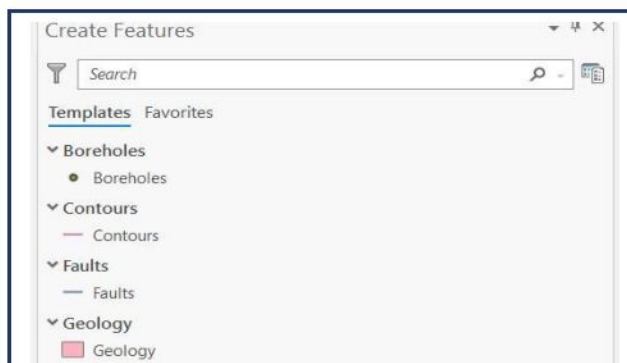 Create Features
Search
Templates Favorites
Boreholes
Boreholes
Contours
Contours
Faults
Faults
Geology
Geology